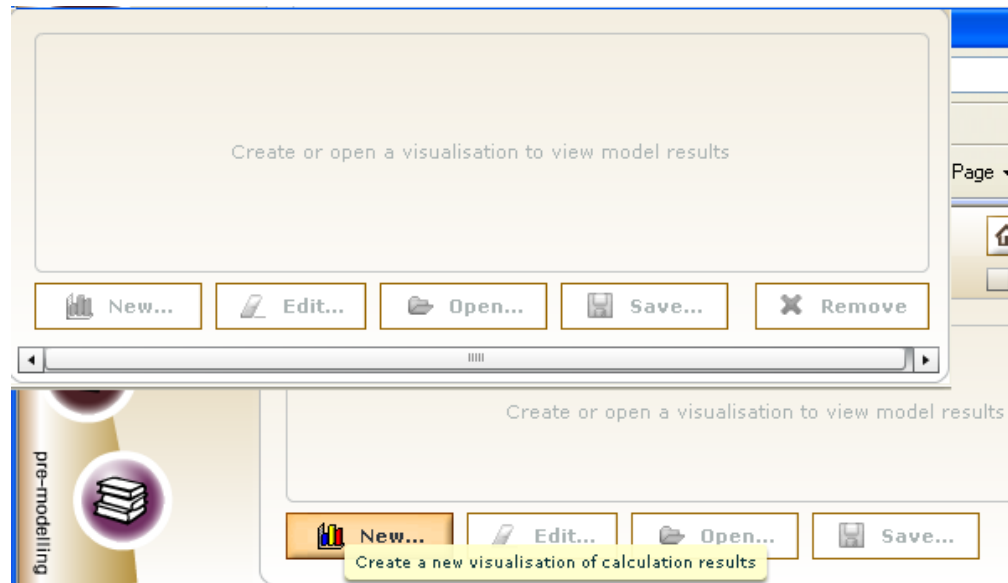 Create or open a visualisation to view model results
New...
Edit...
Open...
Save...
Remove
Page
Create or open a visualisation to view model results
pre-modelling
New...
Edit...
Open...
Save...
Create a new visualisation of calculation results